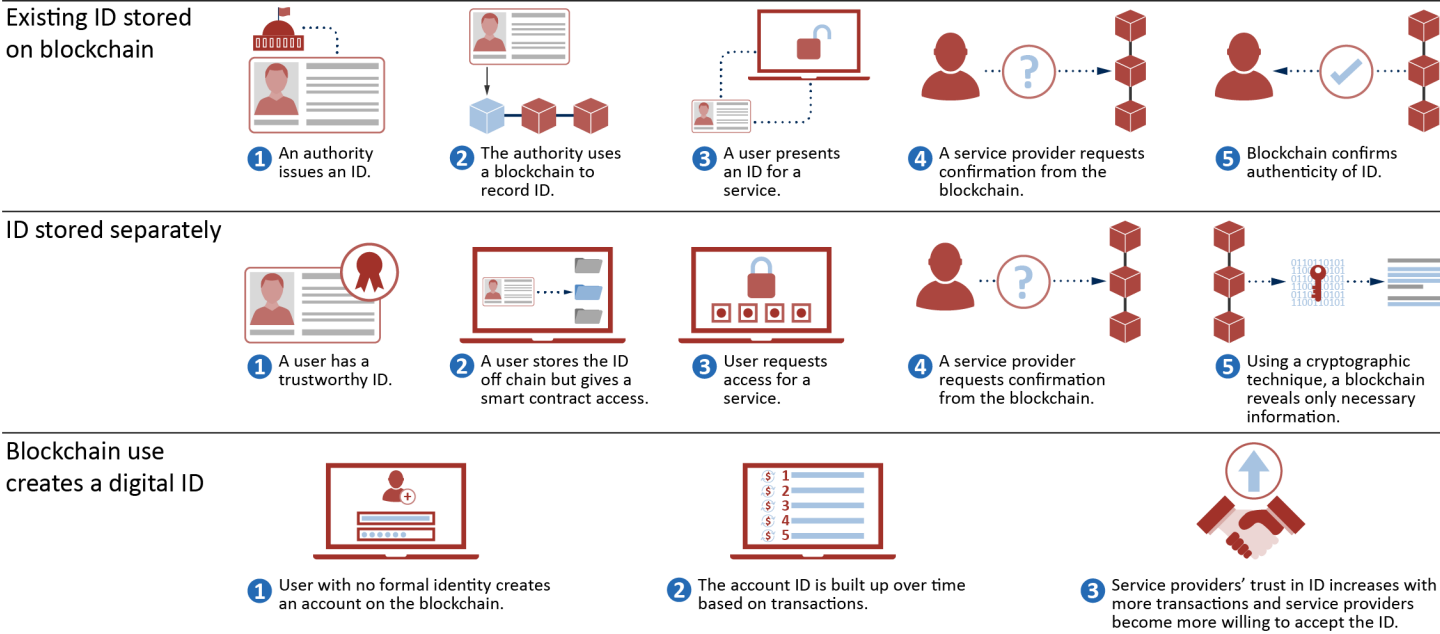 Existing ID stored
on blockchain
1 An authority
issues an ID.
2 The authority uses
a blockchain to
record ID.
3 A user presents
an ID for a
service.
?
4 A service provider requests
confirmation from the
blockchain.
5 Blockchain confirms
authenticity of ID.
ID stored separately
1 A user has a
trustworthy ID.
2 A user stores the ID
off chain but gives a
smart contract access.
3 User requests
access for a
service.
?
4 A service provider
requests confirmation
from the blockchain.
5 Using a cryptographic
technique, a blockchain
reveals only necessary
information.
Blockchain use
creates a digital ID
1 User with no formal identity creates
an account on the blockchain.
$ 1
$ 2
$ 3
$ 4
$ 5
2 The account ID is built up over time
based on transactions.
3 Service providers’ trust in ID increases with
more transactions and service providers
become more willing to accept the ID.